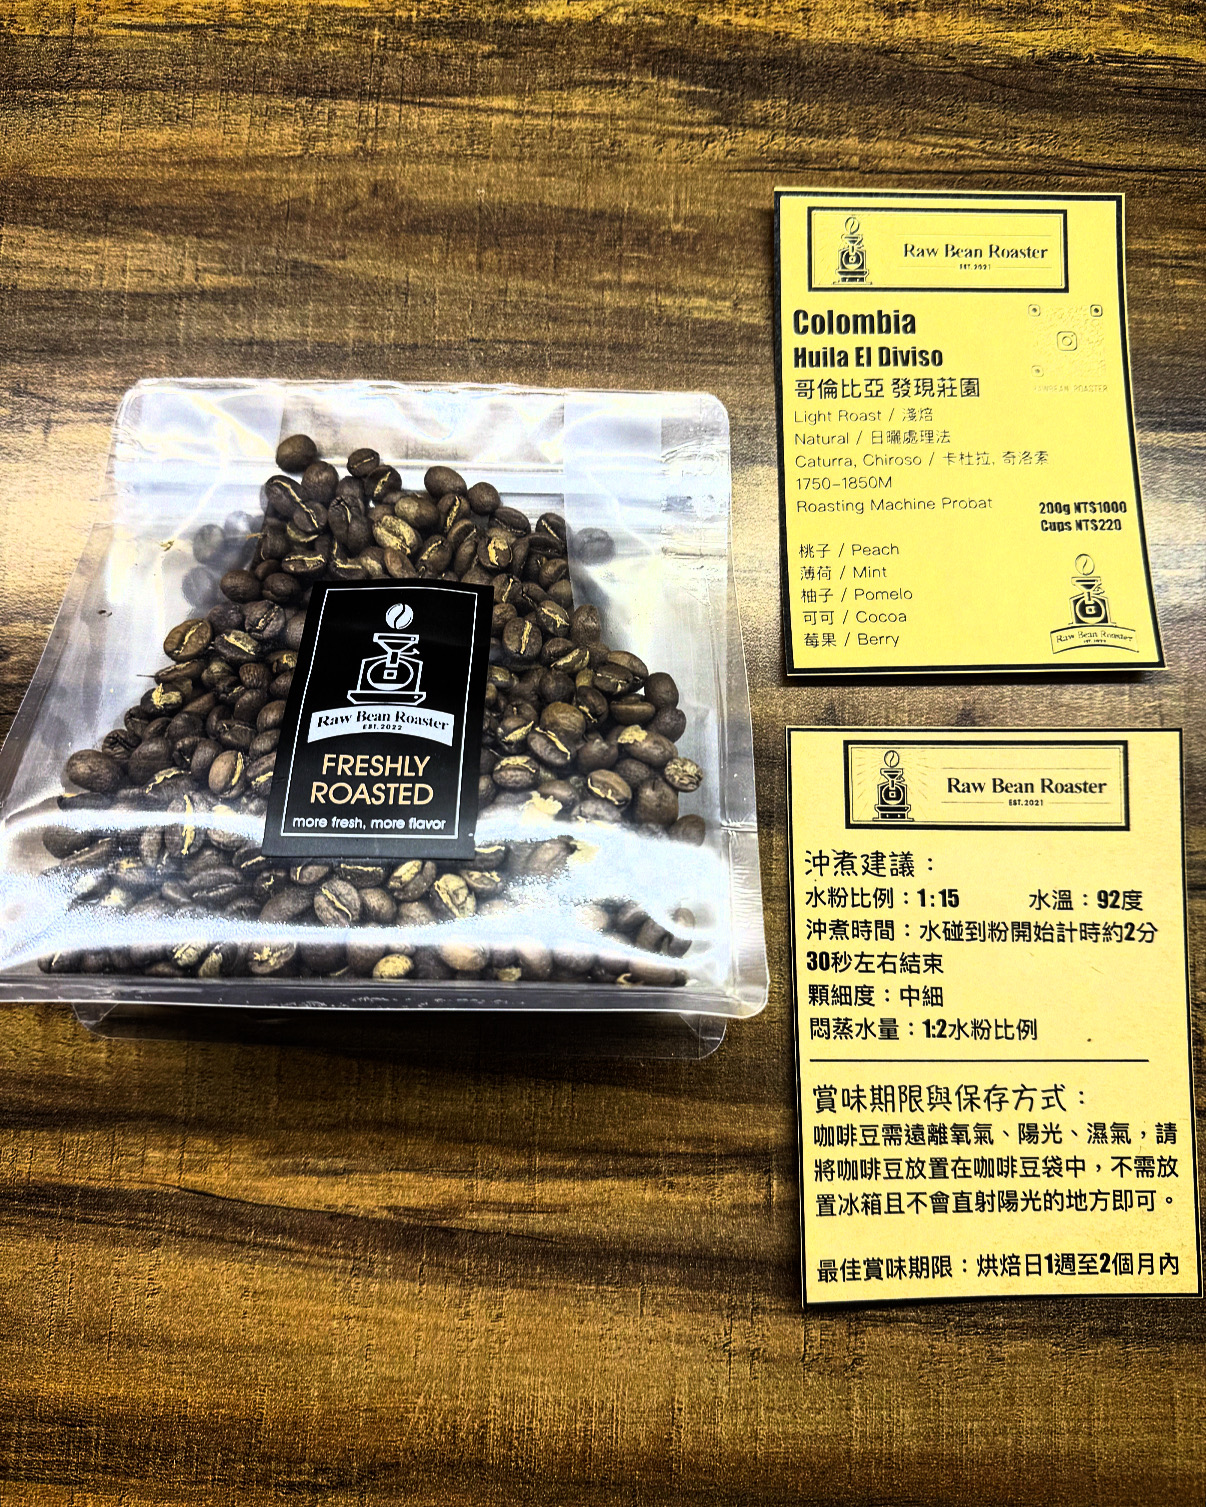 Raw Bean Roaster
EST.2022
FRESHLY
ROASTED
more fresh, more flavor
Raw Bean Roaster
EST.2021
Colombia
Huila El Diviso
哥倫比亞 發現莊園
Light Roast / 淺焙
Natural / 日曬處理法
Caturra, Chiroso / 卡杜拉, 奇洛索
1750-1850M
Roasting Machine Probat
200g NT$1000
Cups NT$220
桃子 / Peach
薄荷 / Mint
柚子 / Pomelo
可可 / Cocoa
莓果 / Berry
Raw Bean Roaster
Raw Bean Roaster
EST.2021
沖煮建議：
水粉比例：1:15 水溫：92度
沖煮時間：水碰到粉開始計時約2分
30秒左右結束
顆細度：中細
悶蒸水量：1:2水粉比例
賞味期限與保存方式：
咖啡豆需遠離氧氣、陽光、濕氣，請
將咖啡豆放置在咖啡豆袋中，不需放
置冰箱且不會直射陽光的地方即可。
最佳賞味期限：烘焙日1週至2個月內